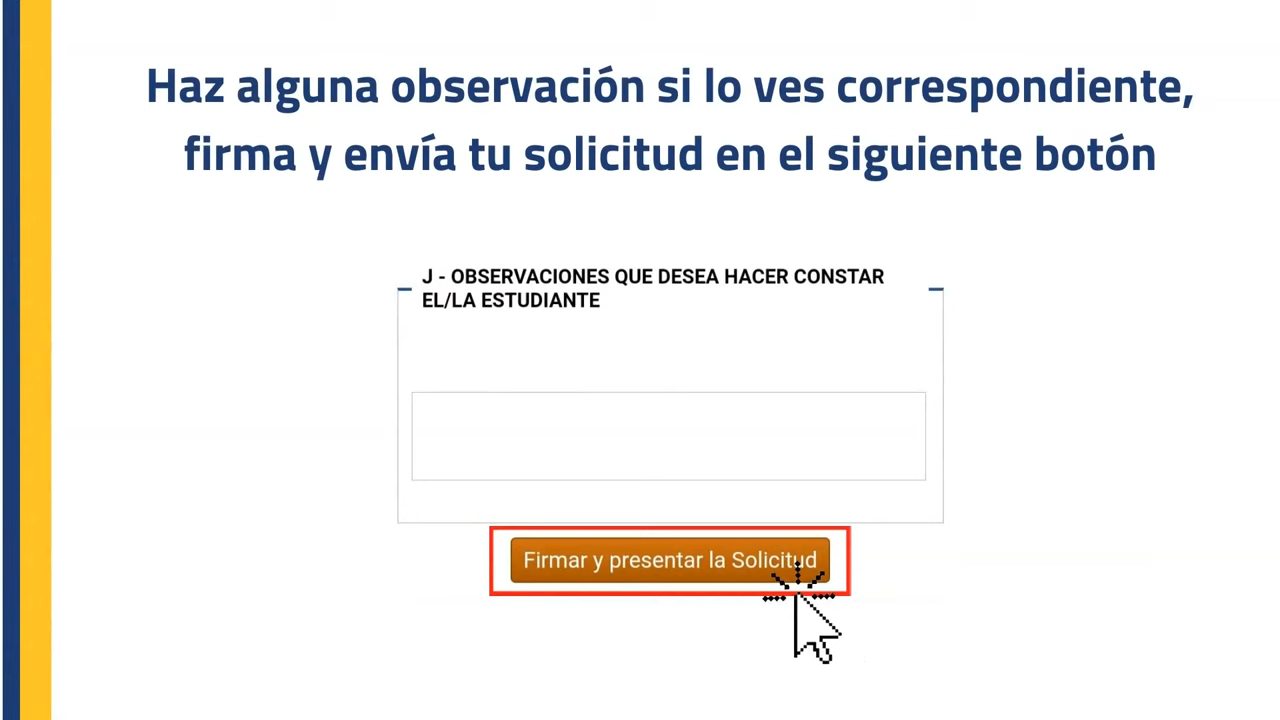 Haz alguna observación si lo ves correspondiente,
firma y envía tu solicitud en el siguiente botón
J - OBSERVACIONES QUE DESEA HACER CONSTAR
EL/LA ESTUDIANTE
Firmar y presentar la Solicitud